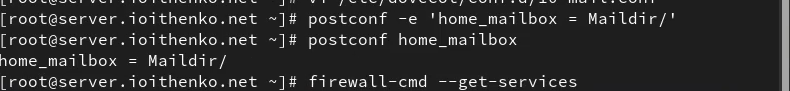 [root@server.ioithenko.net ~]# postconf -e 'home_mailbox = Maildir/'
[root@server.ioithenko.net ~]# postconf home_mailbox
home_mailbox = Maildir/
[root@server.ioithenko.net ~]# firewall-cmd --get-services